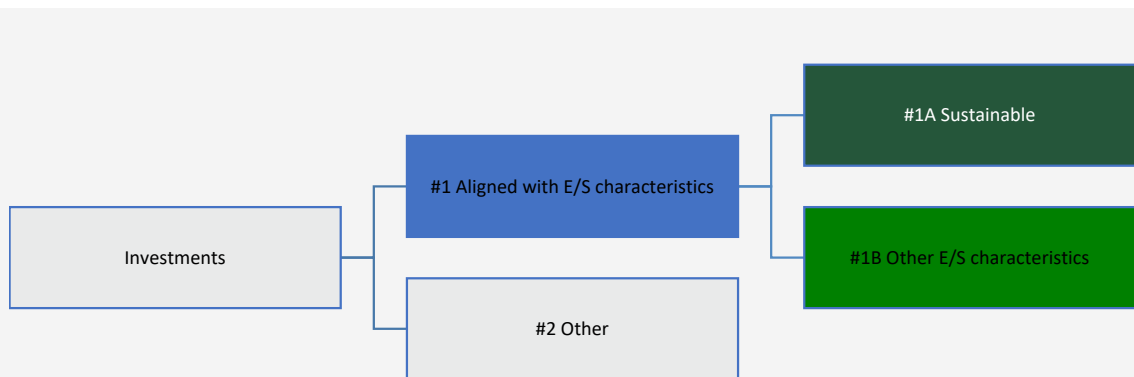 #1A Sustainable
#1 Aligned with E/S characteristics
Investments
#1B Other E/S characteristics
#2 Other